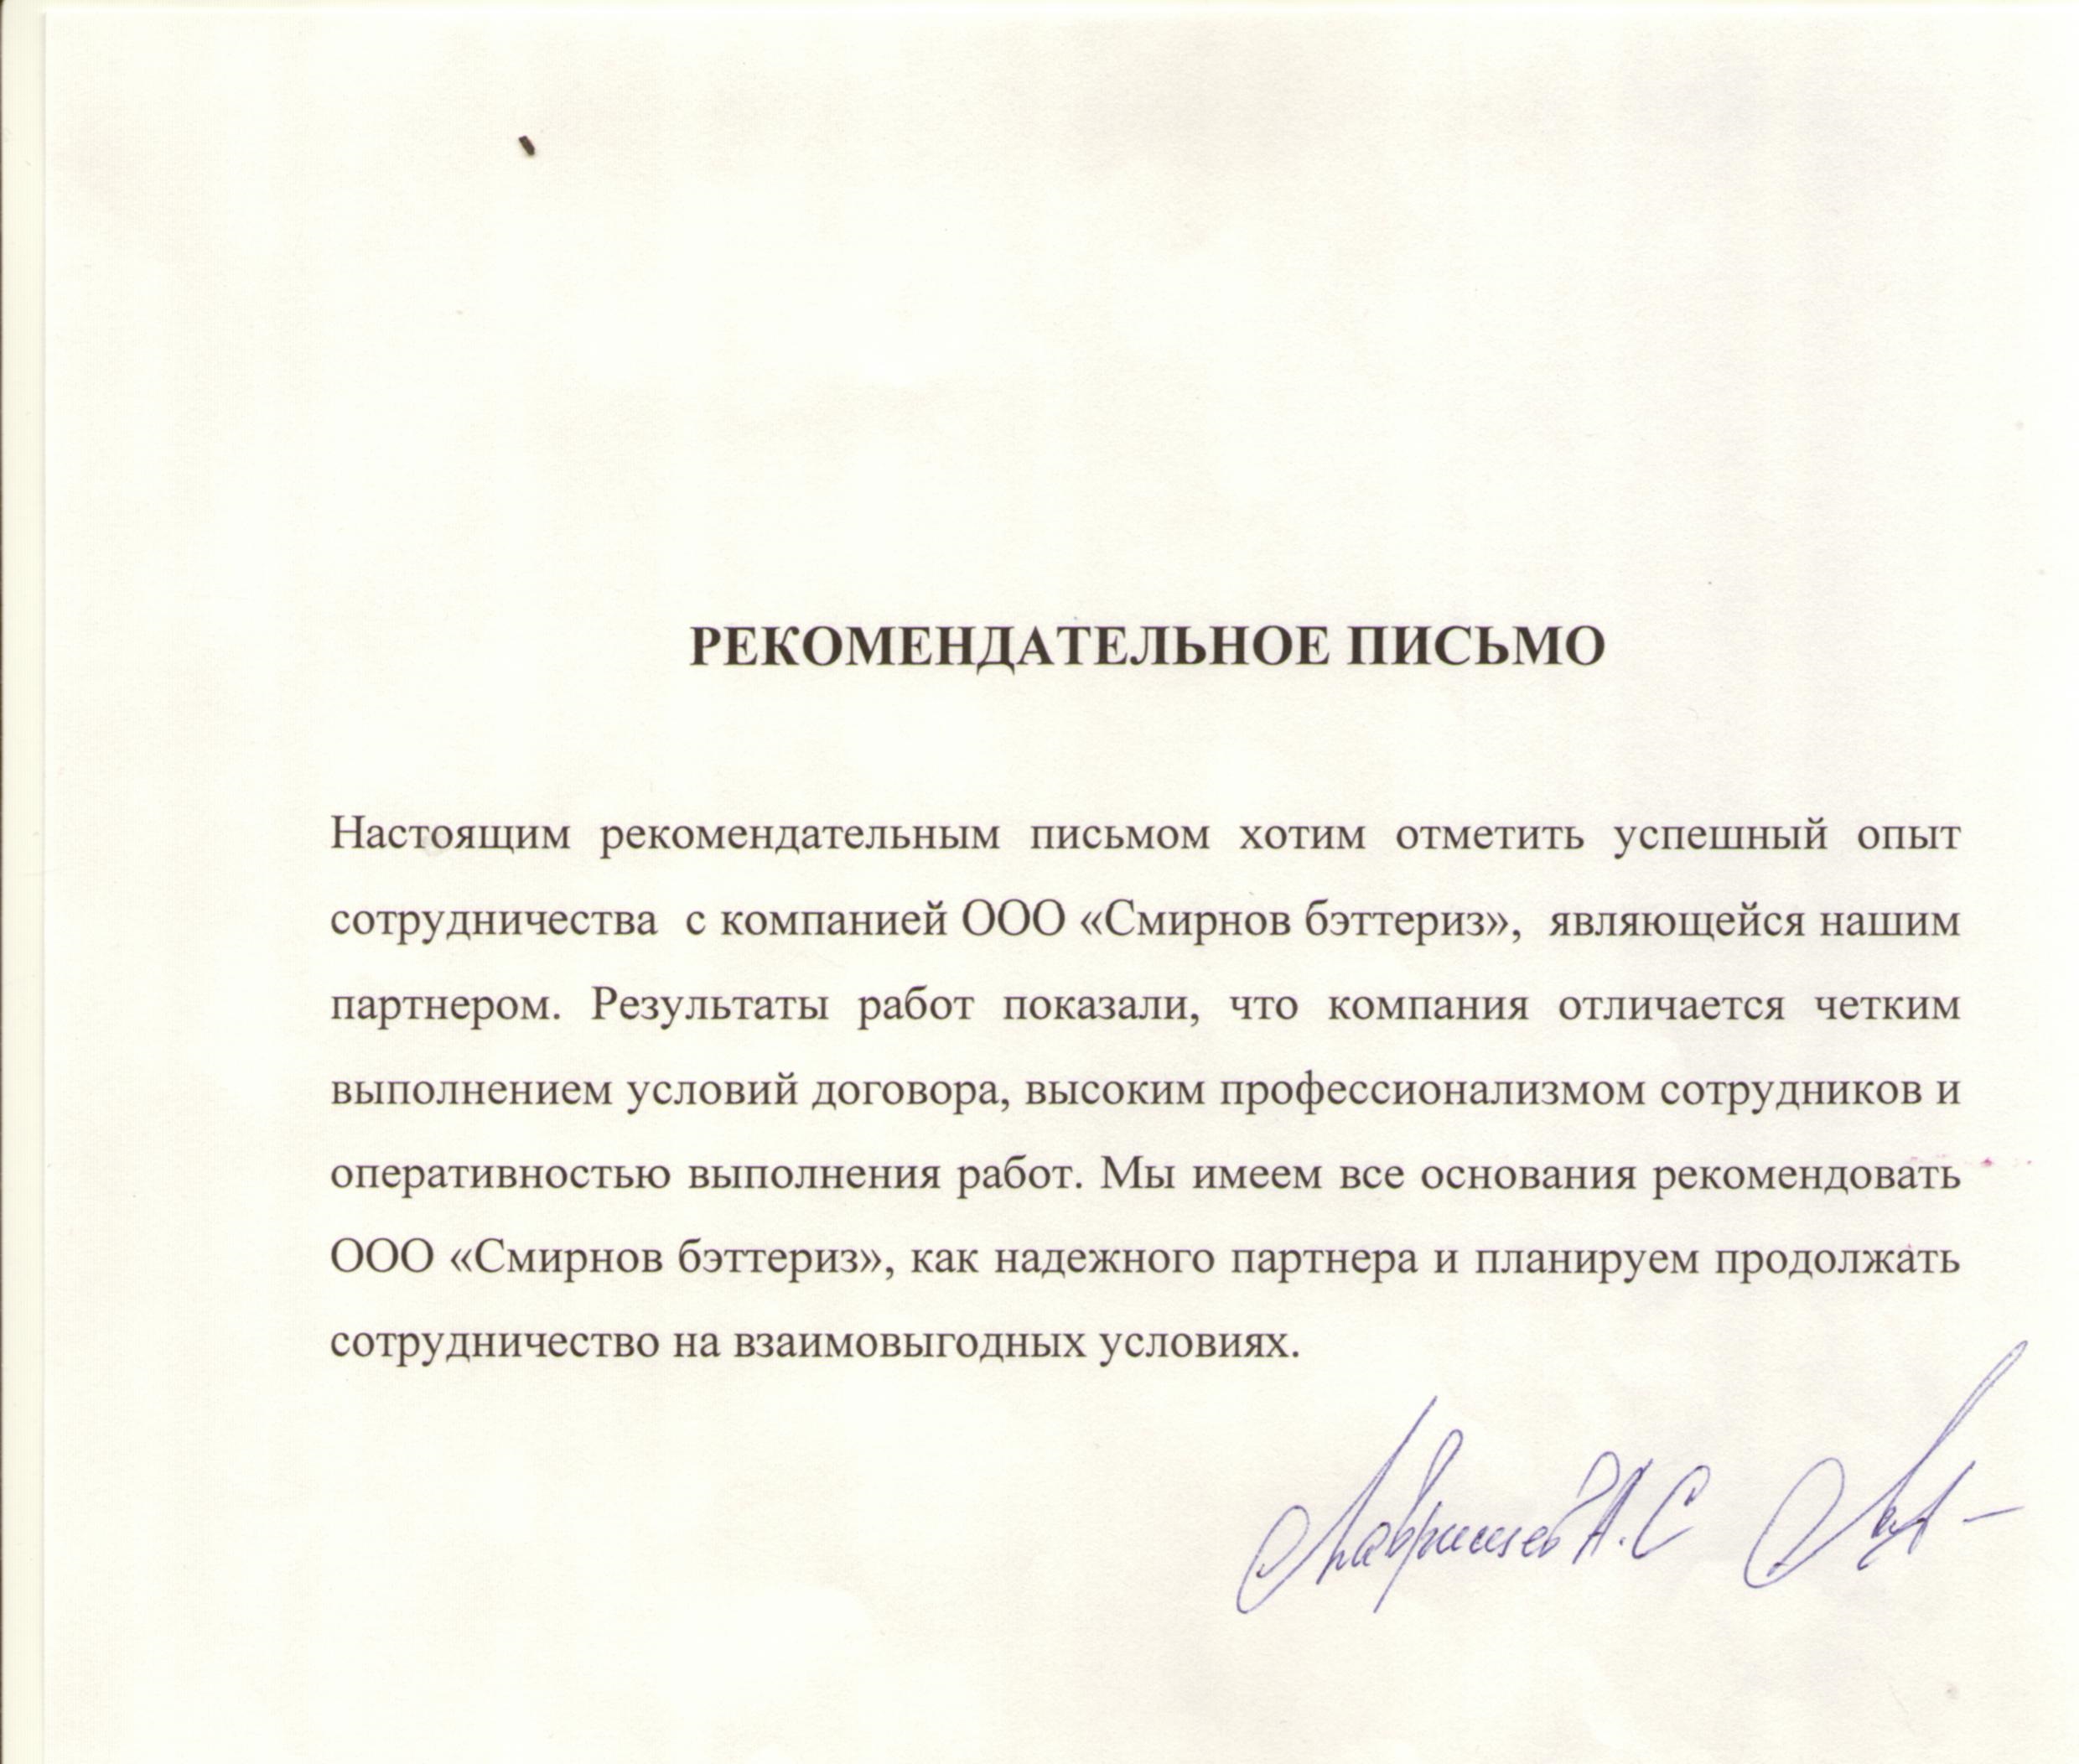 РЕКОМЕНДАТЕЛЬНОЕ ПИСЬМО
Настоящим рекомендательным письмом хотим отметить успешный опыт
сотрудничества с компанией ООО «Смирнов бэттериз», являющейся нашим
партнером. Результаты работ показали, что компания отличается четким
выполнением условий договора, высоким профессионализмом сотрудников и
оперативностью выполнения работ. Мы имеем все основания рекомендовать
ООО «Смирнов бэттериз», как надежного партнера и планируем продолжать
сотрудничество на взаимовыгодных условиях.
А.С